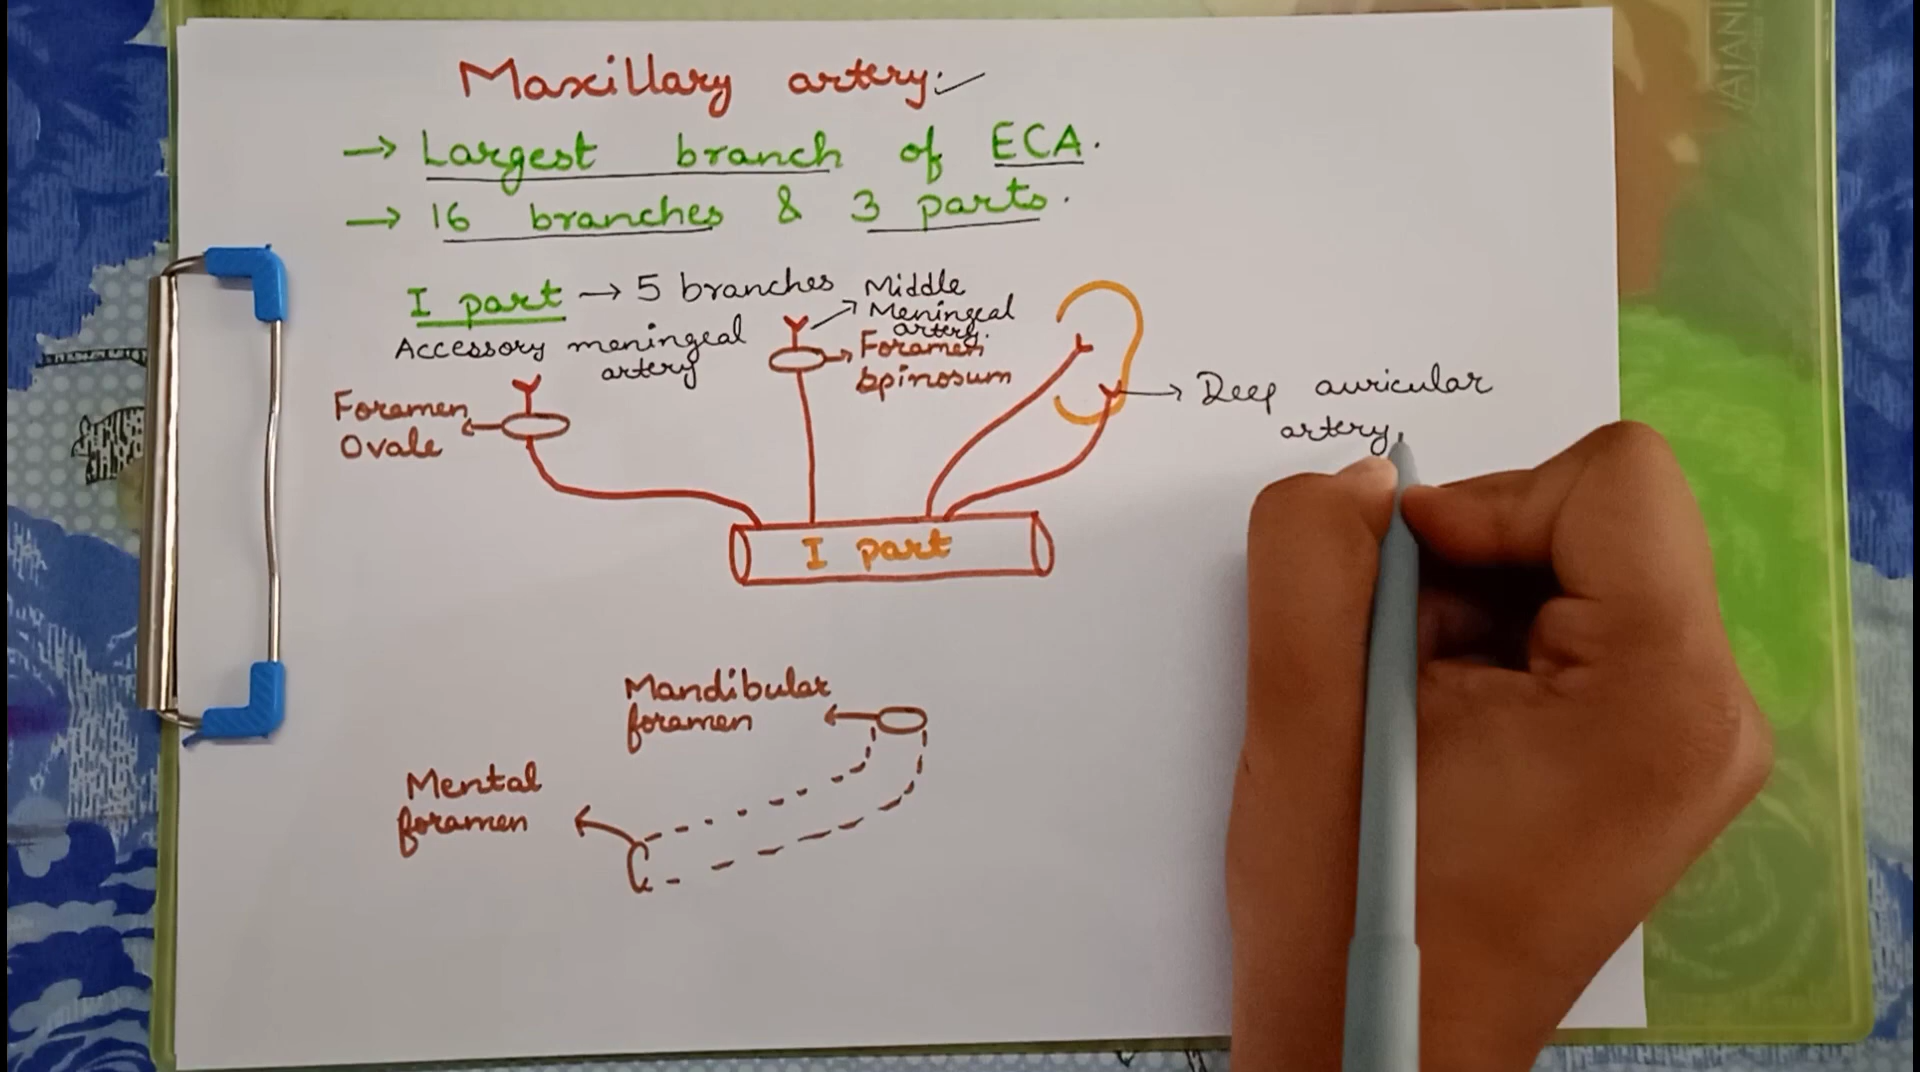 Maxillary artery:
→ Largest branch of ECA.
→ 16 branches & 3 parts.
I part → 5 branches
Middle
Meningeal
artery.
Accessory meningeal
artery
Foramen
Spinosum
Foramen
Ovale
Deep auricular
artery,
I part
Mandibular
foramen
Mental
foramen
AJANI